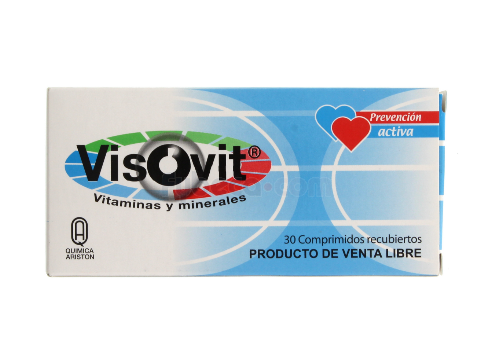 Prevención
activa
VisOvit®
Vitaminas y minerales
QUIMICA
ARISTON
30 Comprimidos recubiertos
PRODUCTO DE VENTA LIBRE